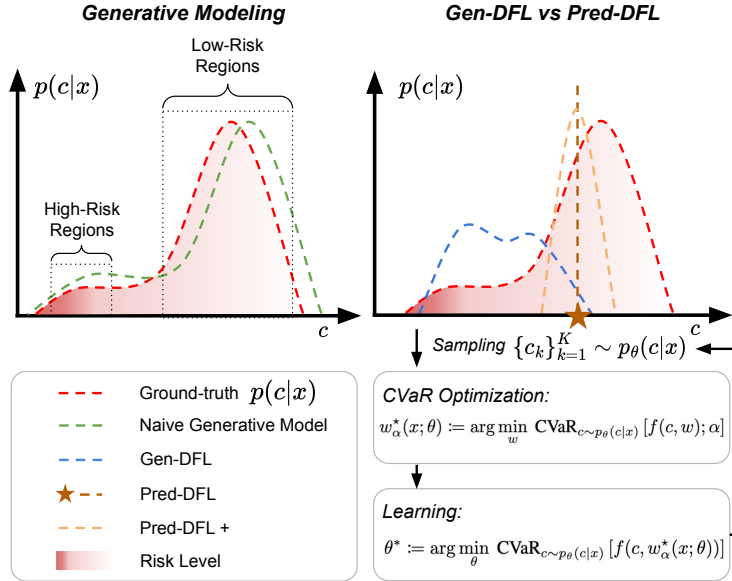 Generative Modeling
Low-Risk
Regions
p(c|x)
High-Risk
Regions
c
Gen-DFL vs Pred-DFL
p(c|x)
c
Sampling {c_k}_{k=1}^{K} ∼ p_θ(c|x)
Ground-truth p(c|x)
Naive Generative Model
Gen-DFL
Pred-DFL
Pred-DFL +
Risk Level
CVaR Optimization:
w_α^⋆(x; θ) := arg min_w CVaR_{c∼p_θ(c|x)} [f(c, w); α]
Learning:
θ* := arg min_θ CVaR_{c∼p_θ(c|x)} [f(c, w_α^⋆(x; θ))]